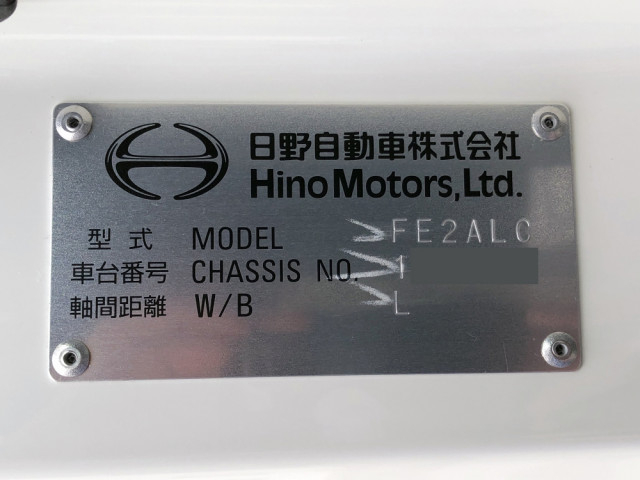 日野自動車株式会社
Hino Motors, Ltd.
型式 MODEL FE2ALC
車台番号 CHASSIS NO. 1
軸間距離 W/B L